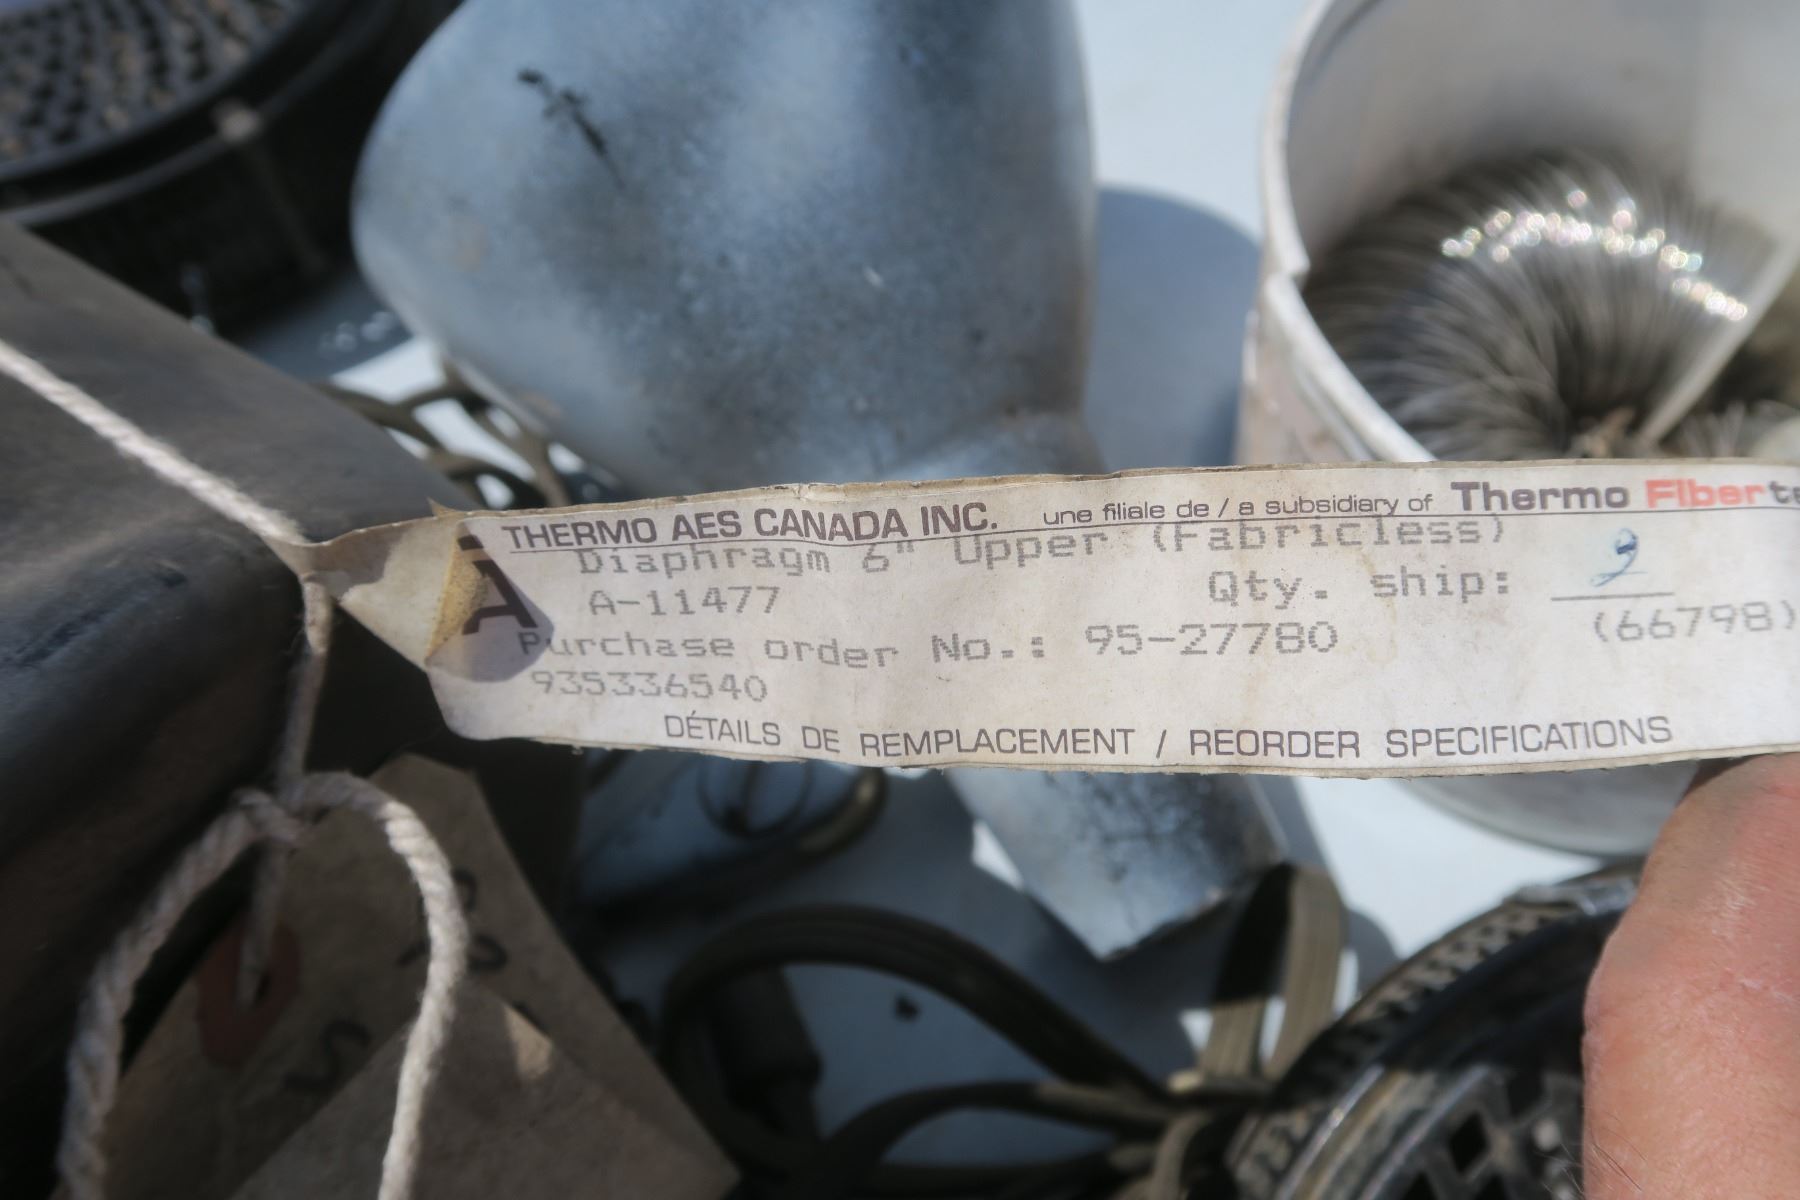 THERMO AES CANADA INC. une filiale de / a subsidiary of Thermo Fiberte
Diaphragm 6" Upper (Fabricless)
A-11477 Qty. ship: 2
Purchase order No.: 95-27780 (66798)
935336540
DÉTAILS DE REMPLACEMENT / REORDER SPECIFICATIONS